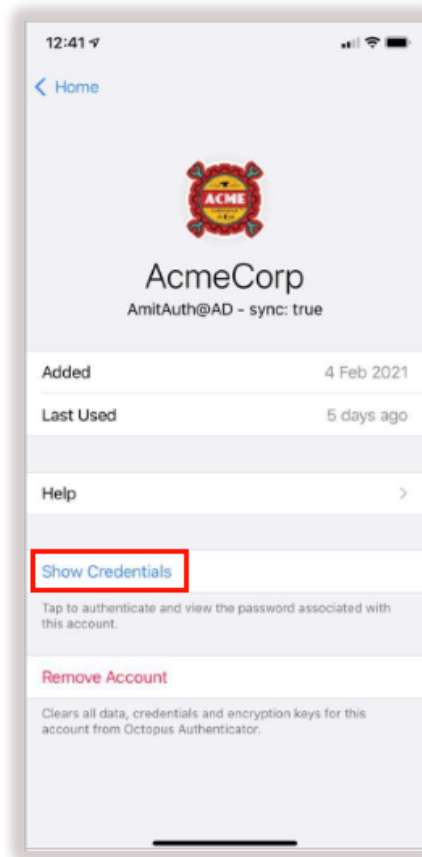 12:41
Home
ACME
AcmeCorp
AmitAuth@AD - sync: true
Added 4 Feb 2021
Last Used 5 days ago
Help
Show Credentials
Tap to authenticate and view the password associated with
this account.
Remove Account
Clears all data, credentials and encryption keys for this
account from Octopus Authenticator.